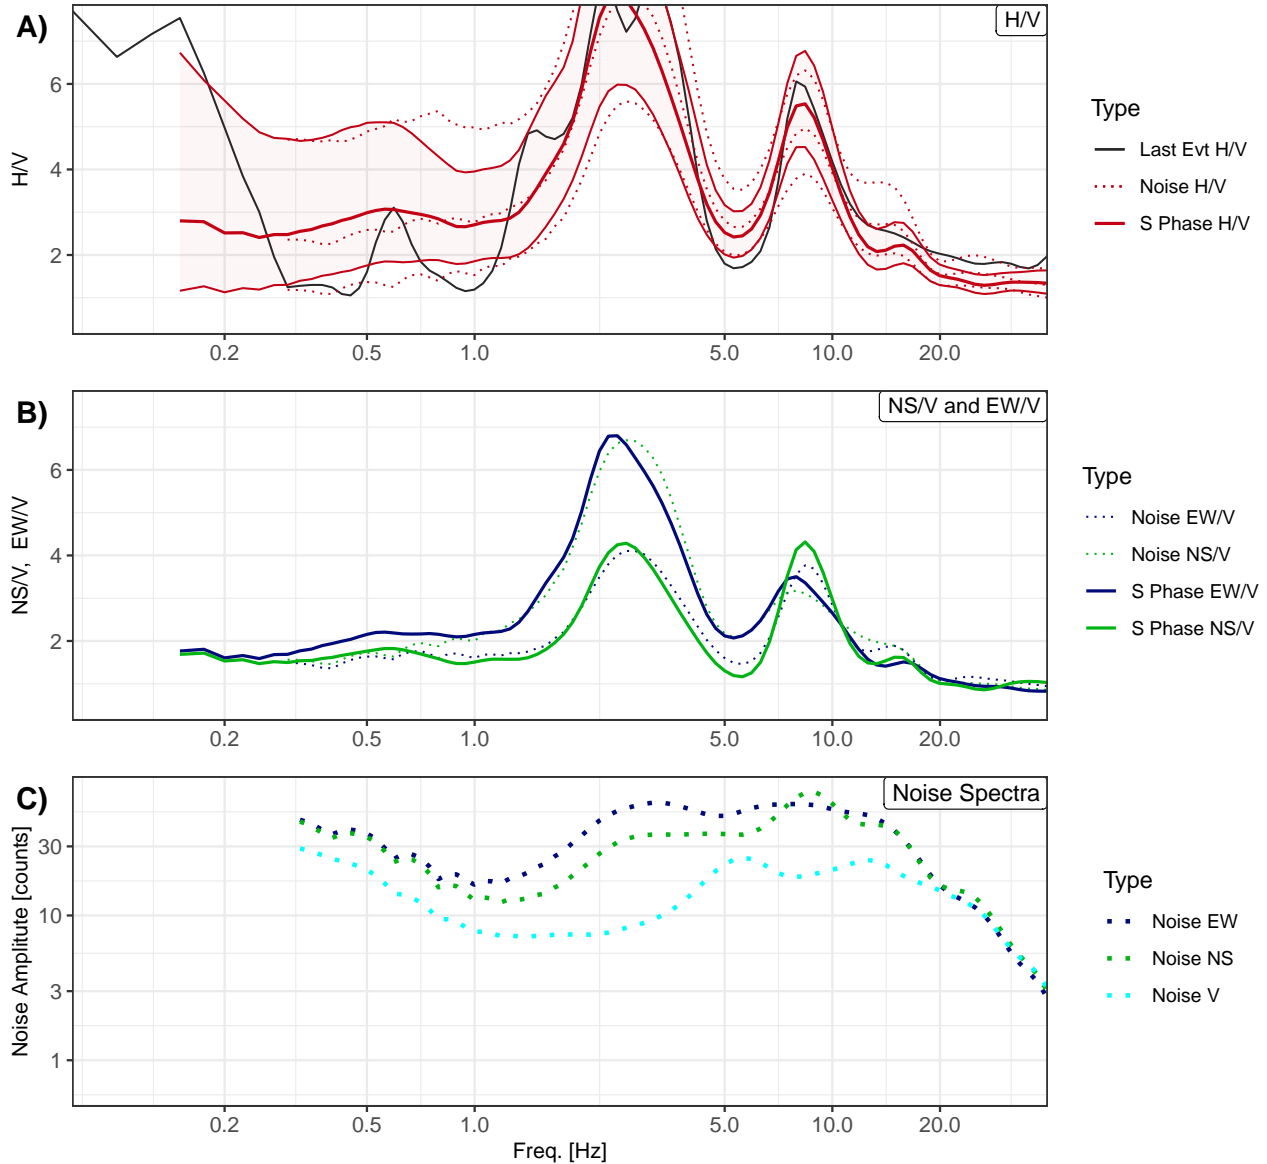 A)
H/V
H/V
6
4
2
0.2 0.5 1.0 5.0 10.0 20.0
Type
Last Evt H/V
Noise H/V
S Phase H/V
B)
NS/V and EW/V
NS/V,  EW/V
6
4
2
0.2 0.5 1.0 5.0 10.0 20.0
Type
Noise EW/V
Noise NS/V
S Phase EW/V
S Phase NS/V
C)
Noise Spectra
Noise Amplitute [counts]
30
10
3
1
0.2 0.5 1.0 5.0 10.0 20.0
Freq. [Hz]
Type
Noise EW
Noise NS
Noise V